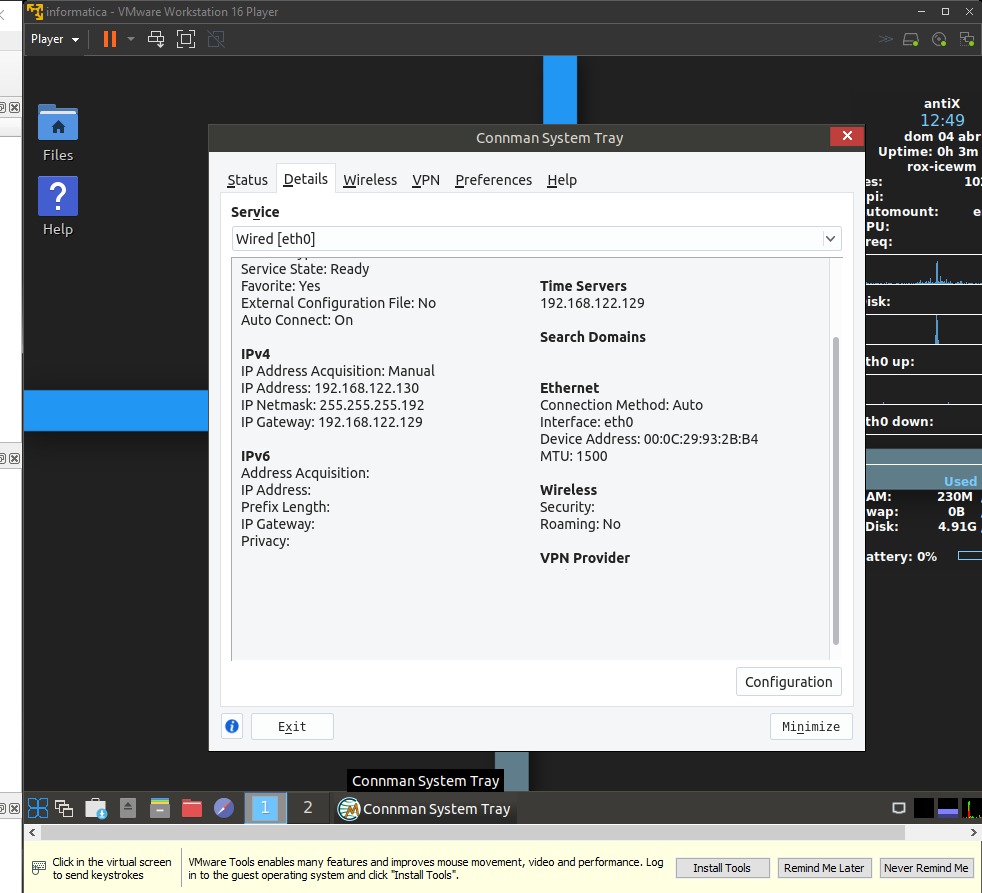 informatica - VMware Workstation 16 Player
Player
Files
Help
antiX
12:49
dom 04 abr
Uptime: 0h 3m
rox-icewm
es: 102
pi:
utomount: e
PU:
req:
isk:
th0 up:
th0 down:
Used
AM: 230M
wap: 0B
Disk: 4.91G
attery: 0%
Connman System Tray
Status Details Wireless VPN Preferences Help
Service
Wired [eth0]
Service State: Ready
Favorite: Yes
External Configuration File: No
Auto Connect: On
IPv4
IP Address Acquisition: Manual
IP Address: 192.168.122.130
IP Netmask: 255.255.255.192
IP Gateway: 192.168.122.129
IPv6
Address Acquisition:
IP Address:
Prefix Length:
IP Gateway:
Privacy:
Time Servers
192.168.122.129
Search Domains
Ethernet
Connection Method: Auto
Interface: eth0
Device Address: 00:0C:29:93:2B:B4
MTU: 1500
Wireless
Security:
Roaming: No
VPN Provider
Configuration
Exit
Minimize
Connman System Tray
1 2 Connman System Tray
Click in the virtual screen
to send keystrokes
VMware Tools enables many features and improves mouse movement, video and performance. Log
in to the guest operating system and click "Install Tools".
Install Tools
Remind Me Later
Never Remind Me